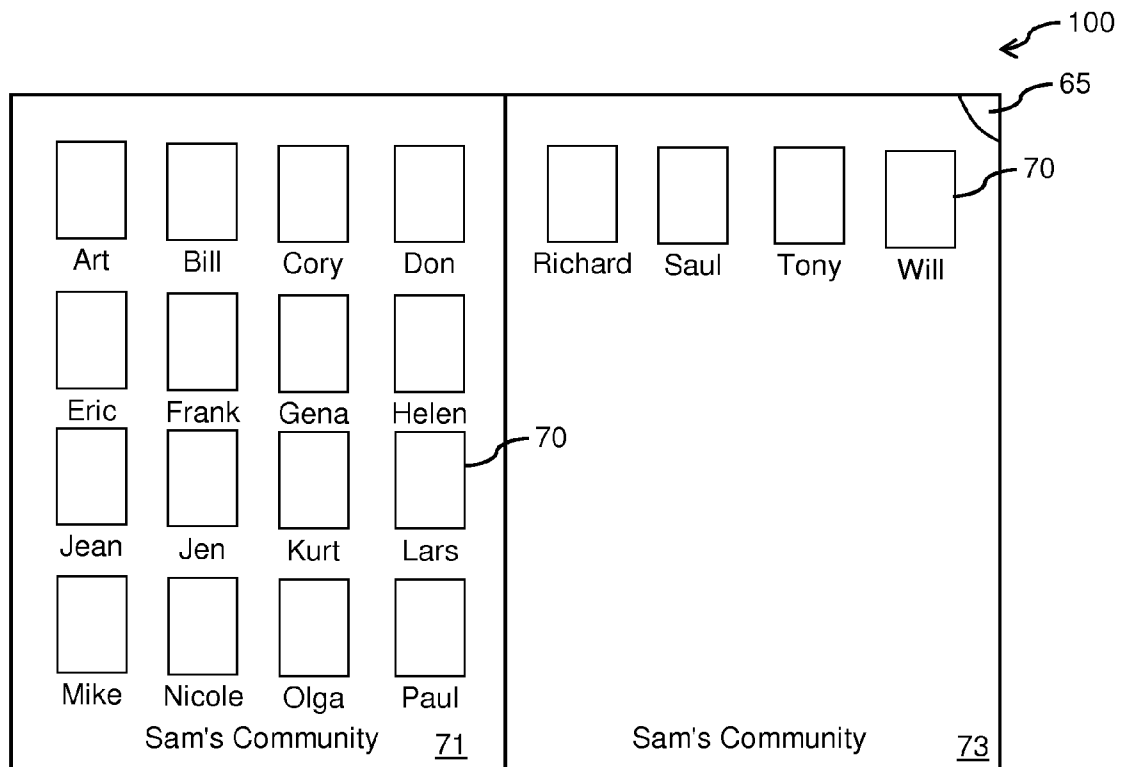 100
65
70
Art Bill Cory Don
Richard Saul Tony Will
Eric Frank Gena Helen
70
Jean Jen Kurt Lars
Mike Nicole Olga Paul
Sam's Community 71
Sam's Community 73